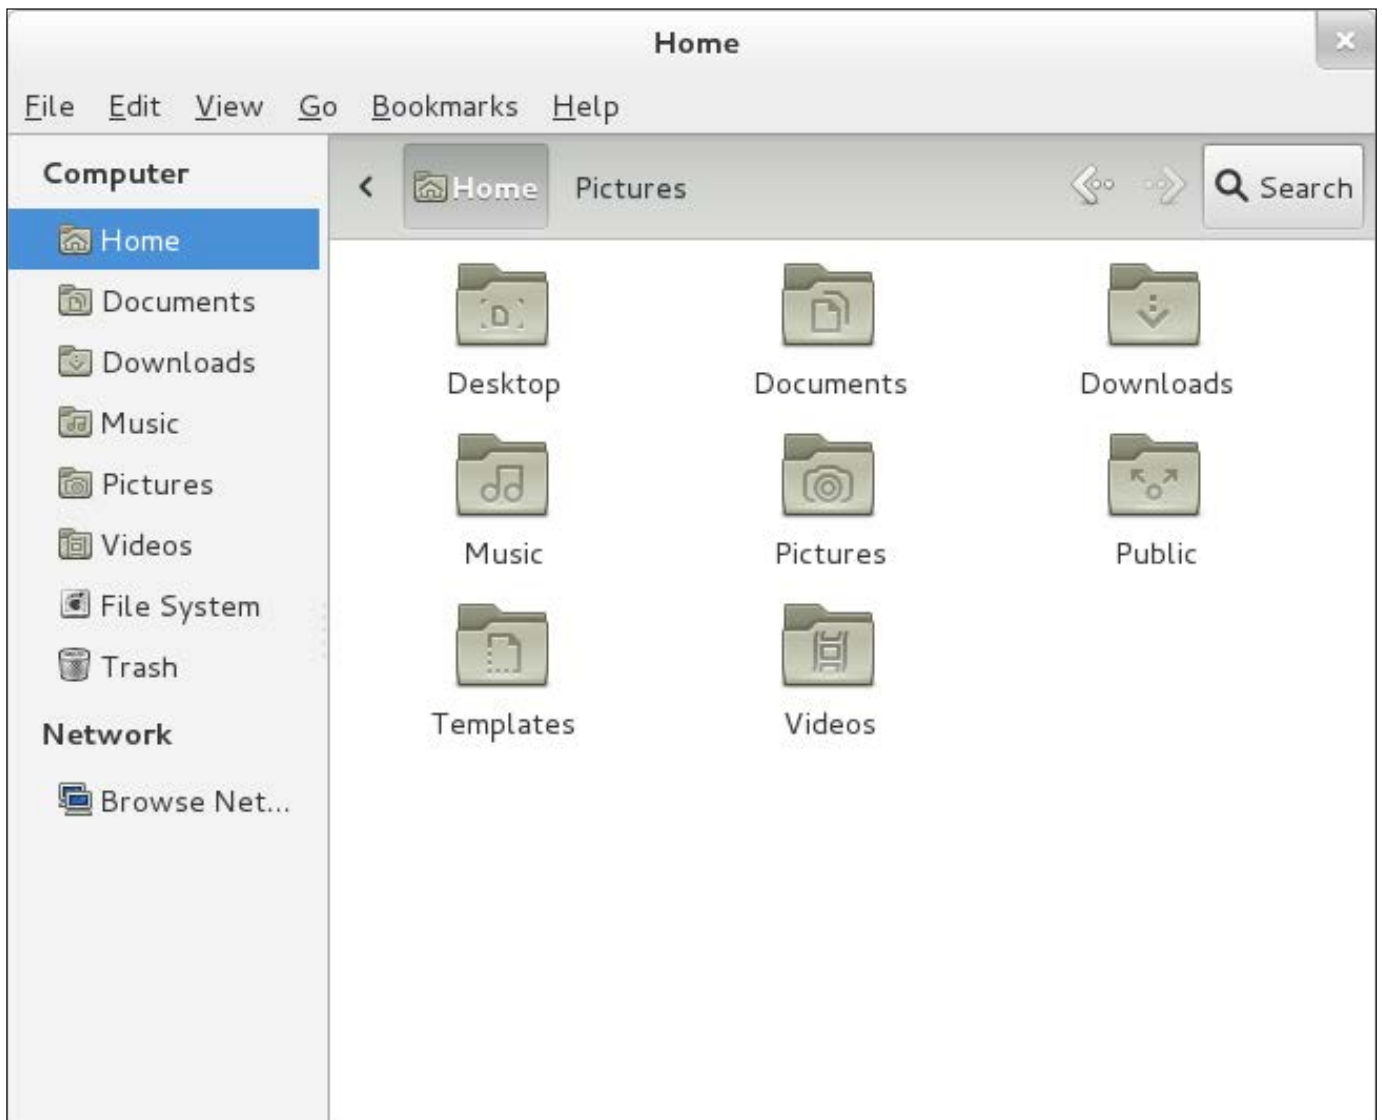 Home
File Edit View Go Bookmarks Help
Computer
Home
Documents
Downloads
Music
Pictures
Videos
File System
Trash
Network
Browse Net...
Home Pictures Search
Desktop Documents Downloads
Music Pictures Public
Templates Videos